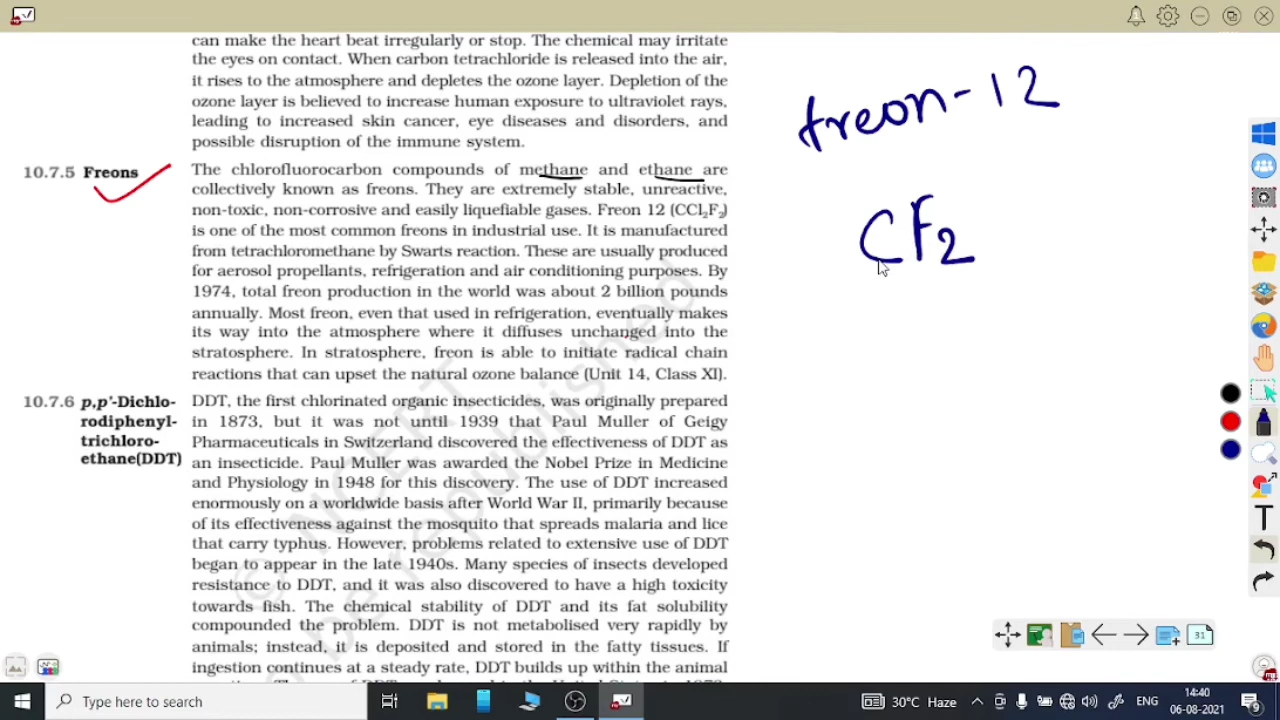 can make the heart beat irregularly or stop. The chemical may irritate
the eyes on contact. When carbon tetrachloride is released into the air,
it rises to the atmosphere and depletes the ozone layer. Depletion of the
ozone layer is believed to increase human exposure to ultraviolet rays,
leading to increased skin cancer, eye diseases and disorders, and
possible disruption of the immune system.
10.7.5 Freons
The chlorofluorocarbon compounds of methane and ethane are
collectively known as freons. They are extremely stable, unreactive,
non-toxic, non-corrosive and easily liquefiable gases. Freon 12 (CCl₂F₂)
is one of the most common freons in industrial use. It is manufactured
from tetrachloromethane by Swarts reaction. These are usually produced
for aerosol propellants, refrigeration and air conditioning purposes. By
1974, total freon production in the world was about 2 billion pounds
annually. Most freon, even that used in refrigeration, eventually makes
its way into the atmosphere where it diffuses unchanged into the
stratosphere. In stratosphere, freon is able to initiate radical chain
reactions that can upset the natural ozone balance (Unit 14, Class XI).
10.7.6 p,p'-Dichlo-
rodiphenyl-
trichloro-
ethane(DDT)
DDT, the first chlorinated organic insecticides, was originally prepared
in 1873, but it was not until 1939 that Paul Muller of Geigy
Pharmaceuticals in Switzerland discovered the effectiveness of DDT as
an insecticide. Paul Muller was awarded the Nobel Prize in Medicine
and Physiology in 1948 for this discovery. The use of DDT increased
enormously on a worldwide basis after World War II, primarily because
of its effectiveness against the mosquito that spreads malaria and lice
that carry typhus. However, problems related to extensive use of DDT
began to appear in the late 1940s. Many species of insects developed
resistance to DDT, and it was also discovered to have a high toxicity
towards fish. The chemical stability of DDT and its fat solubility
compounded the problem. DDT is not metabolised very rapidly by
animals; instead, it is deposited and stored in the fatty tissues. If
ingestion continues at a steady rate, DDT builds up within the animal
© NCERT
be republished
freon-12
CF₂
T
31
Type here to search
30°C Haze
ENG
14:40
06-08-2021
9